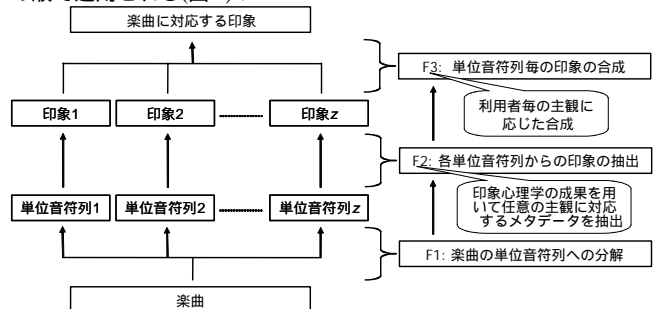 楽曲に対応する印象
F3: 単位音符列毎の印象の合成
利用者毎の主観に
応じた合成
印象1
印象2
印象z
F2: 各単位音符列からの印象の抽出
印象心理学の成果を用
いて任意の主観に対応
するメタデータを抽出
単位音符列1
単位音符列2
単位音符列z
F1: 楽曲の単位音符列への分解
楽曲